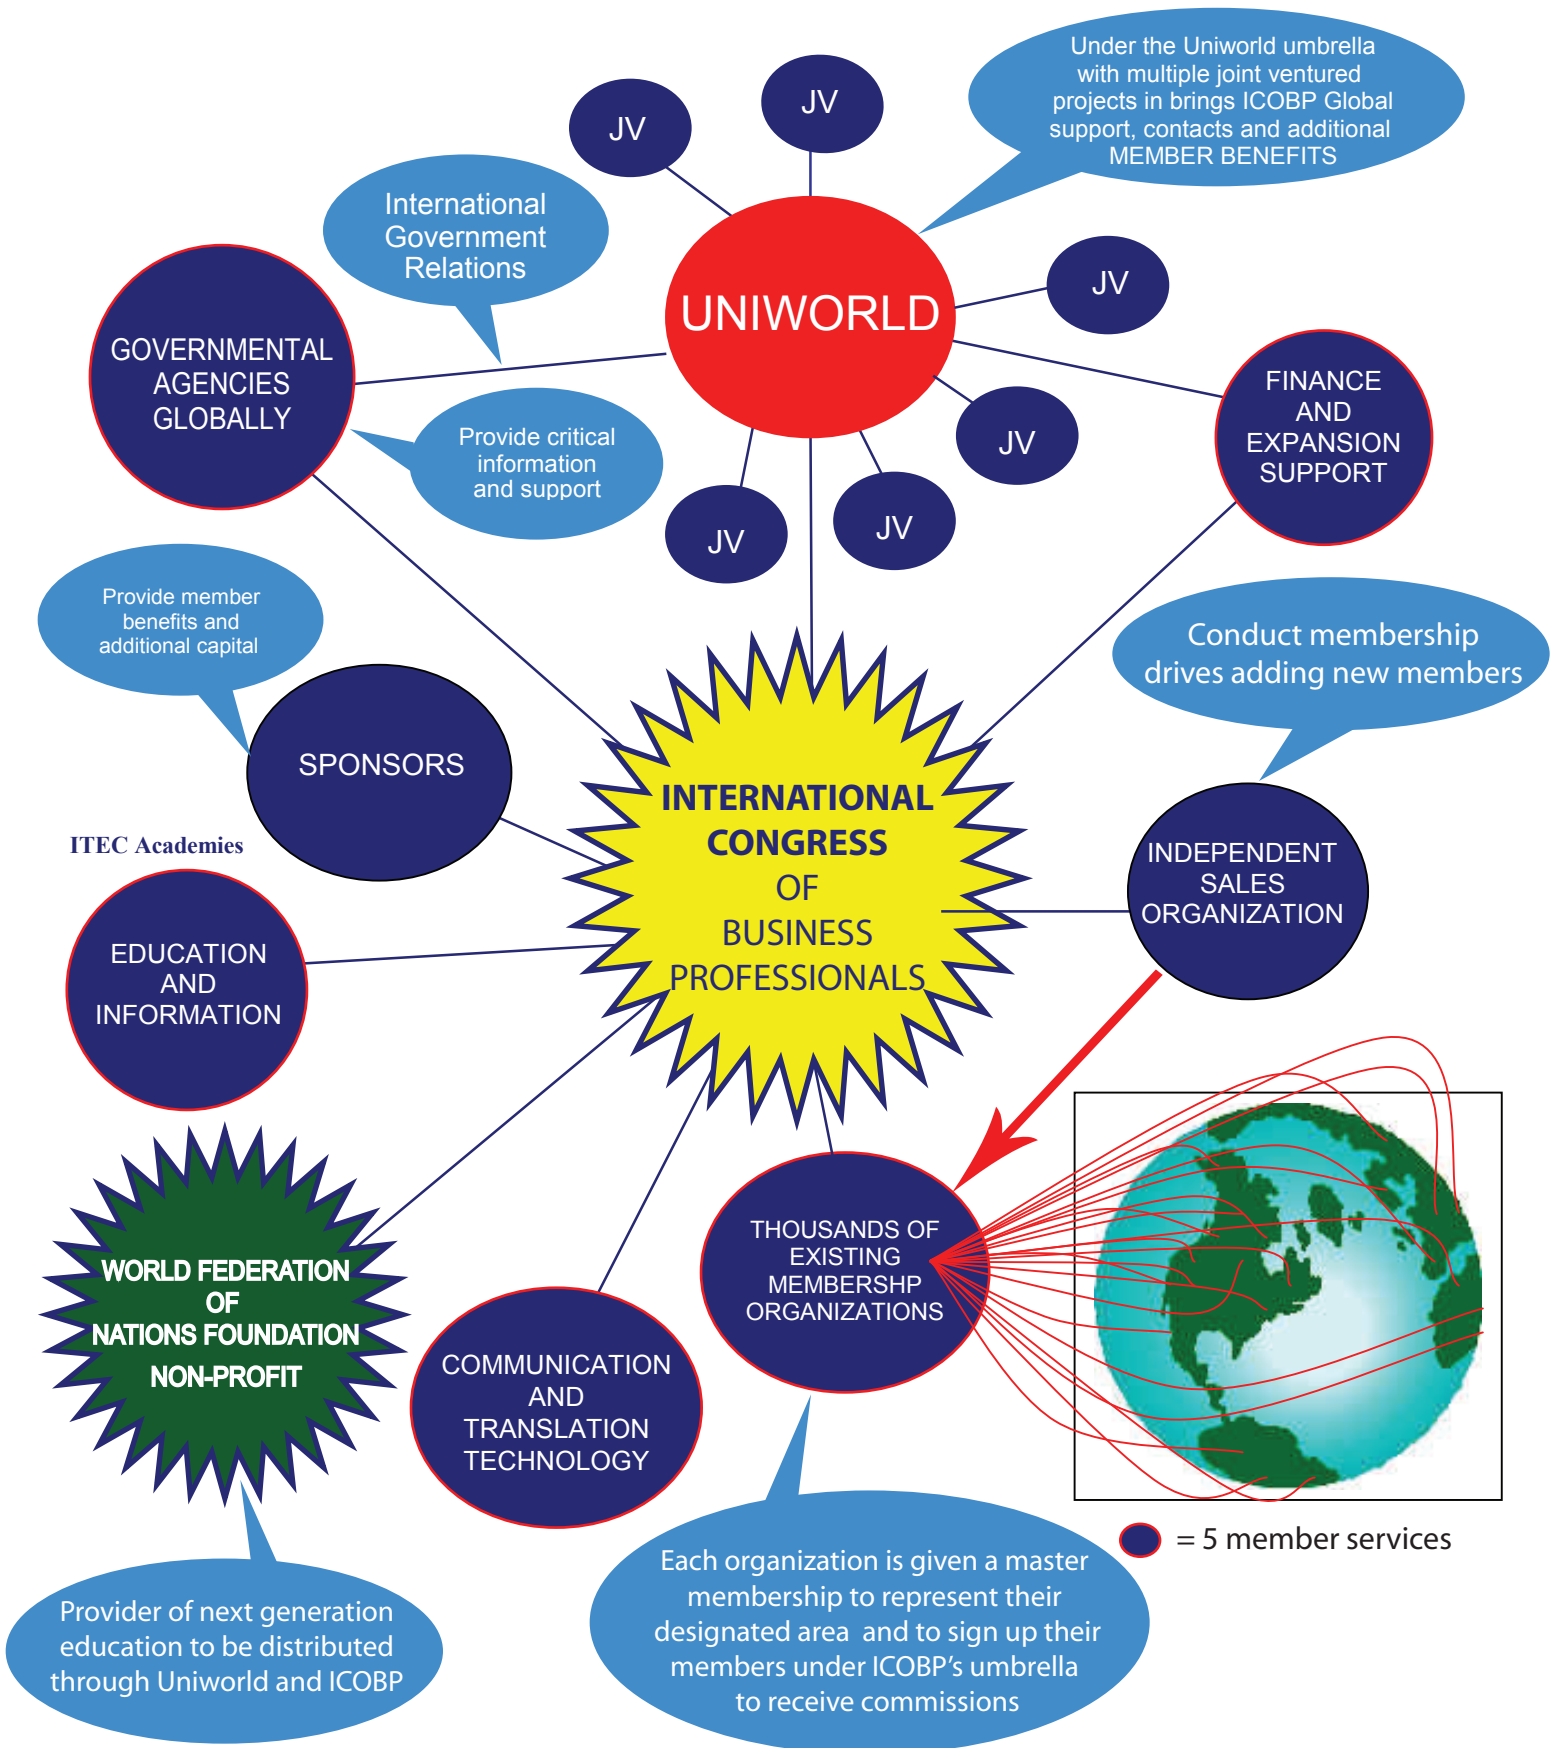 Under the Uniworld umbrella
with multiple joint ventured
projects in brings ICOBP Global
support, contacts and additional
MEMBER BENEFITS
JV
JV
International
Government
Relations
UNIWORLD
JV
GOVERNMENTAL
AGENCIES
GLOBALLY
FINANCE
AND
EXPANSION
SUPPORT
Provide critical
information
and support
JV
JV
JV
Provide member
benefits and
additional capital
Conduct membership
drives adding new members
SPONSORS
INTERNATIONAL
CONGRESS
OF
BUSINESS
PROFESSIONALS
ITEC Academies
INDEPENDENT
SALES
ORGANIZATION
EDUCATION
AND
INFORMATION
WORLD FEDERATION
OF
NATIONS FOUNDATION
NON-PROFIT
THOUSANDS OF
EXISTING
MEMBERSHP
ORGANIZATIONS
COMMUNICATION
AND
TRANSLATION
TECHNOLOGY
= 5 member services
Provider of next generation
education to be distributed
through Uniworld and ICOBP
Each organization is given a master
membership to represent their
designated area and to sign up their
members under ICOBP's umbrella
to receive commissions